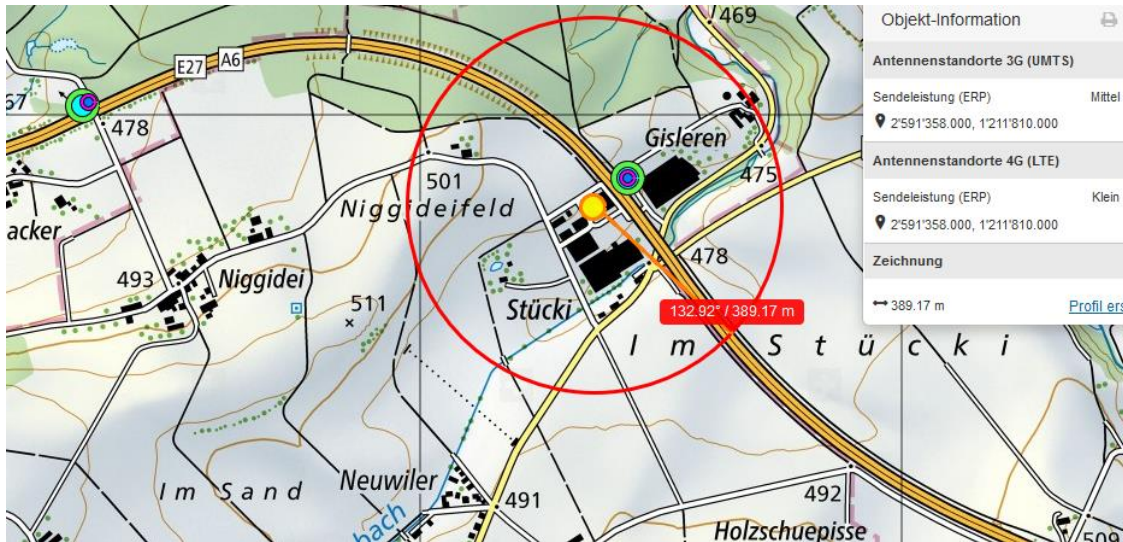 469
67
E27
A6
478
Gisleren
475
501
Niggideifeld
acker
493
Niggidei
511
478
Stücki
132.92° / 389.17 m
Im Stücki
Neuwiler
Im Sand
491
bach
492
Holzschuepisse
509
Objekt-Information
Antennenstandorte 3G (UMTS)
Sendeleistung (ERP) Mittel
2'591'358.000, 1'211'810.000
Antennenstandorte 4G (LTE)
Sendeleistung (ERP) Klein
2'591'358.000, 1'211'810.000
Zeichnung
389.17 m Profil ers